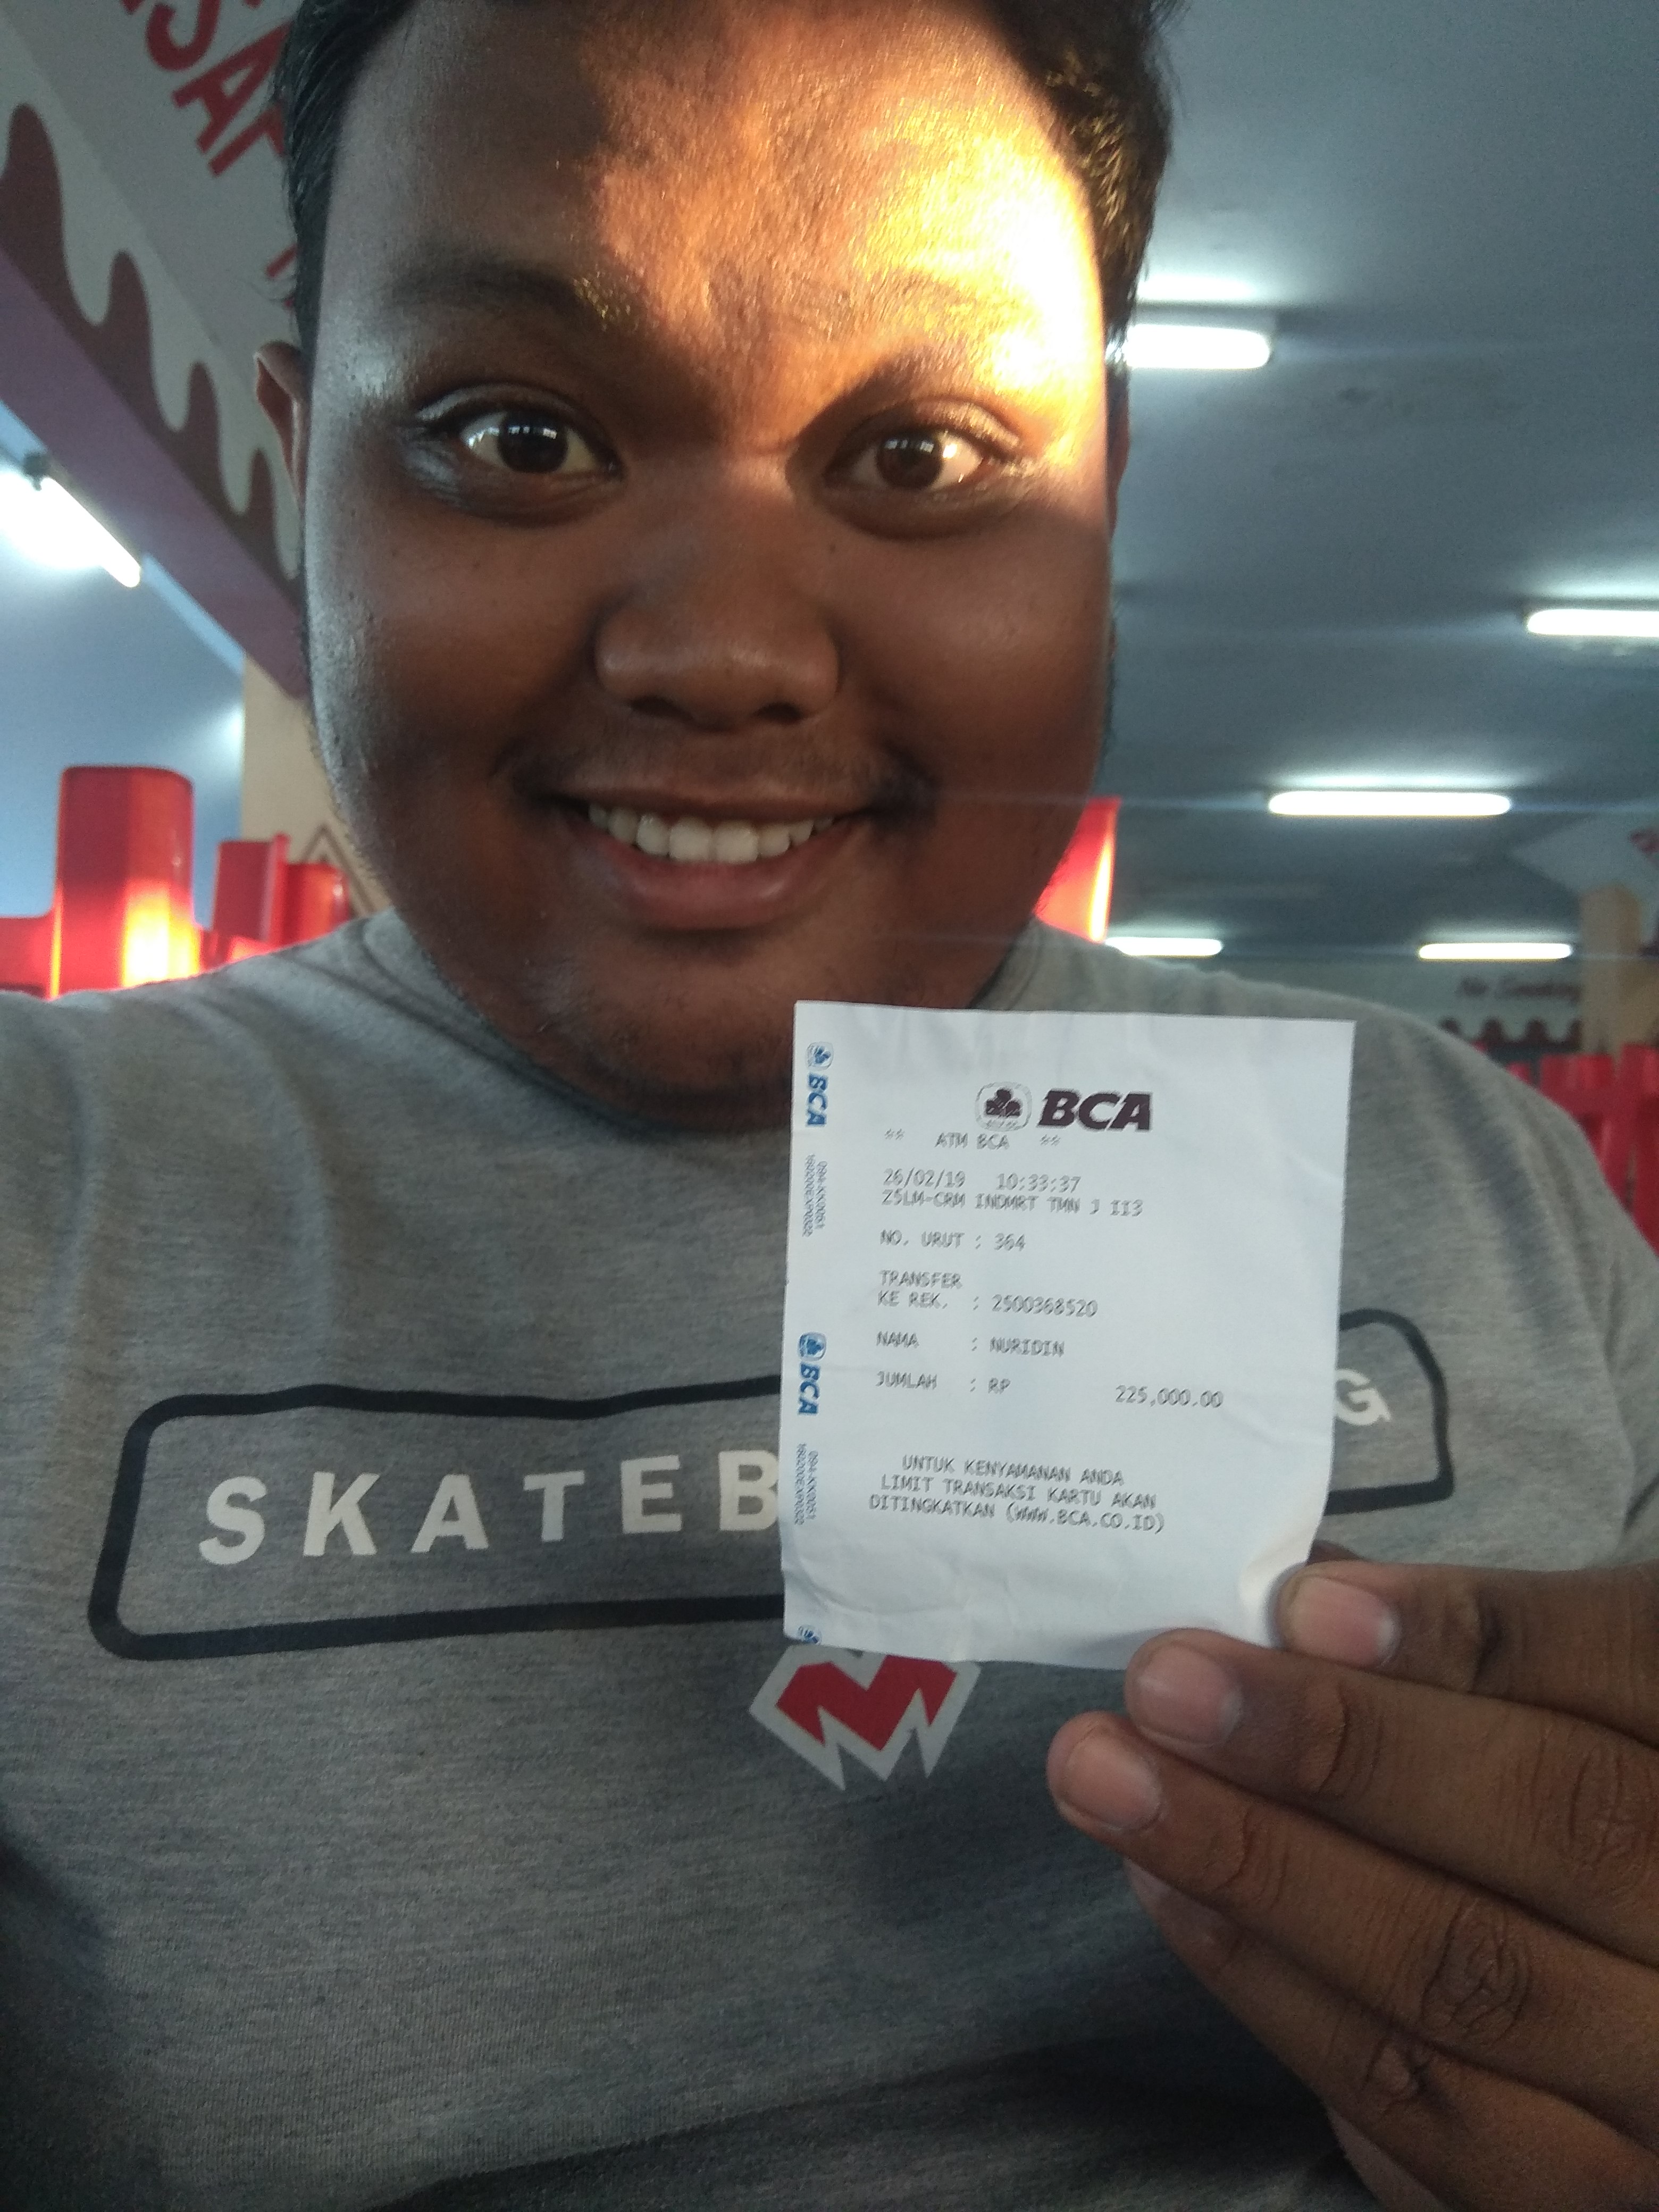 BCA
** ATM BCA **
26/02/19 10:33:37
Z5LM-CRM INDMRT TMN J II3
NO. URUT : 364
TRANSFER
KE REK. : 2500368520
NAMA : NURIDIN
JUMLAH : RP 225,000.00
UNTUK KENYAMANAN ANDA
LIMIT TRANSAKSI KARTU AKAN
DITINGKATKAN (WWW.BCA.CO.ID)
BCA
BCA
SKATEB
G
No Smoking